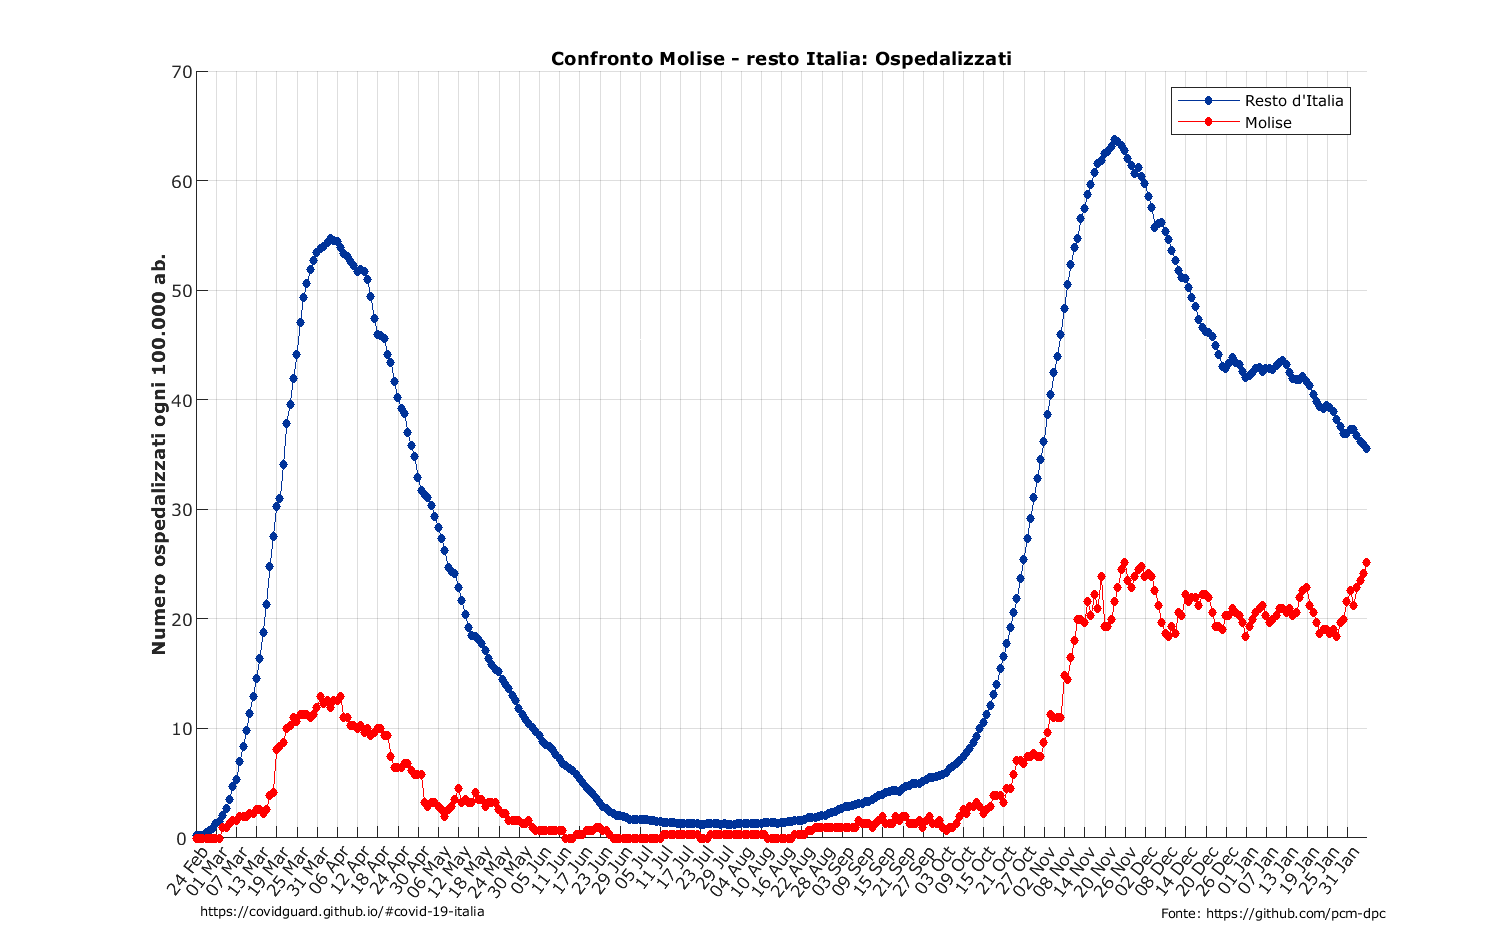 Confronto Molise - resto Italia: Ospedalizzati
Numero ospedalizzati ogni 100.000 ab.
70
60
50
40
30
20
10
0
Resto d'Italia
Molise
24 Feb
01 Mar
07 Mar
13 Mar
19 Mar
25 Mar
31 Mar
06 Apr
12 Apr
18 Apr
24 Apr
30 Apr
06 May
12 May
18 May
24 May
30 May
05 Jun
11 Jun
17 Jun
23 Jun
29 Jun
05 Jul
11 Jul
17 Jul
23 Jul
29 Jul
04 Aug
10 Aug
16 Aug
22 Aug
28 Aug
03 Sep
09 Sep
15 Sep
21 Sep
27 Sep
03 Oct
09 Oct
15 Oct
21 Oct
27 Oct
02 Nov
08 Nov
14 Nov
20 Nov
26 Nov
02 Dec
08 Dec
14 Dec
20 Dec
26 Dec
01 Jan
07 Jan
13 Jan
19 Jan
25 Jan
31 Jan
https://covidguard.github.io/#covid-19-italia
Fonte: https://github.com/pcm-dpc